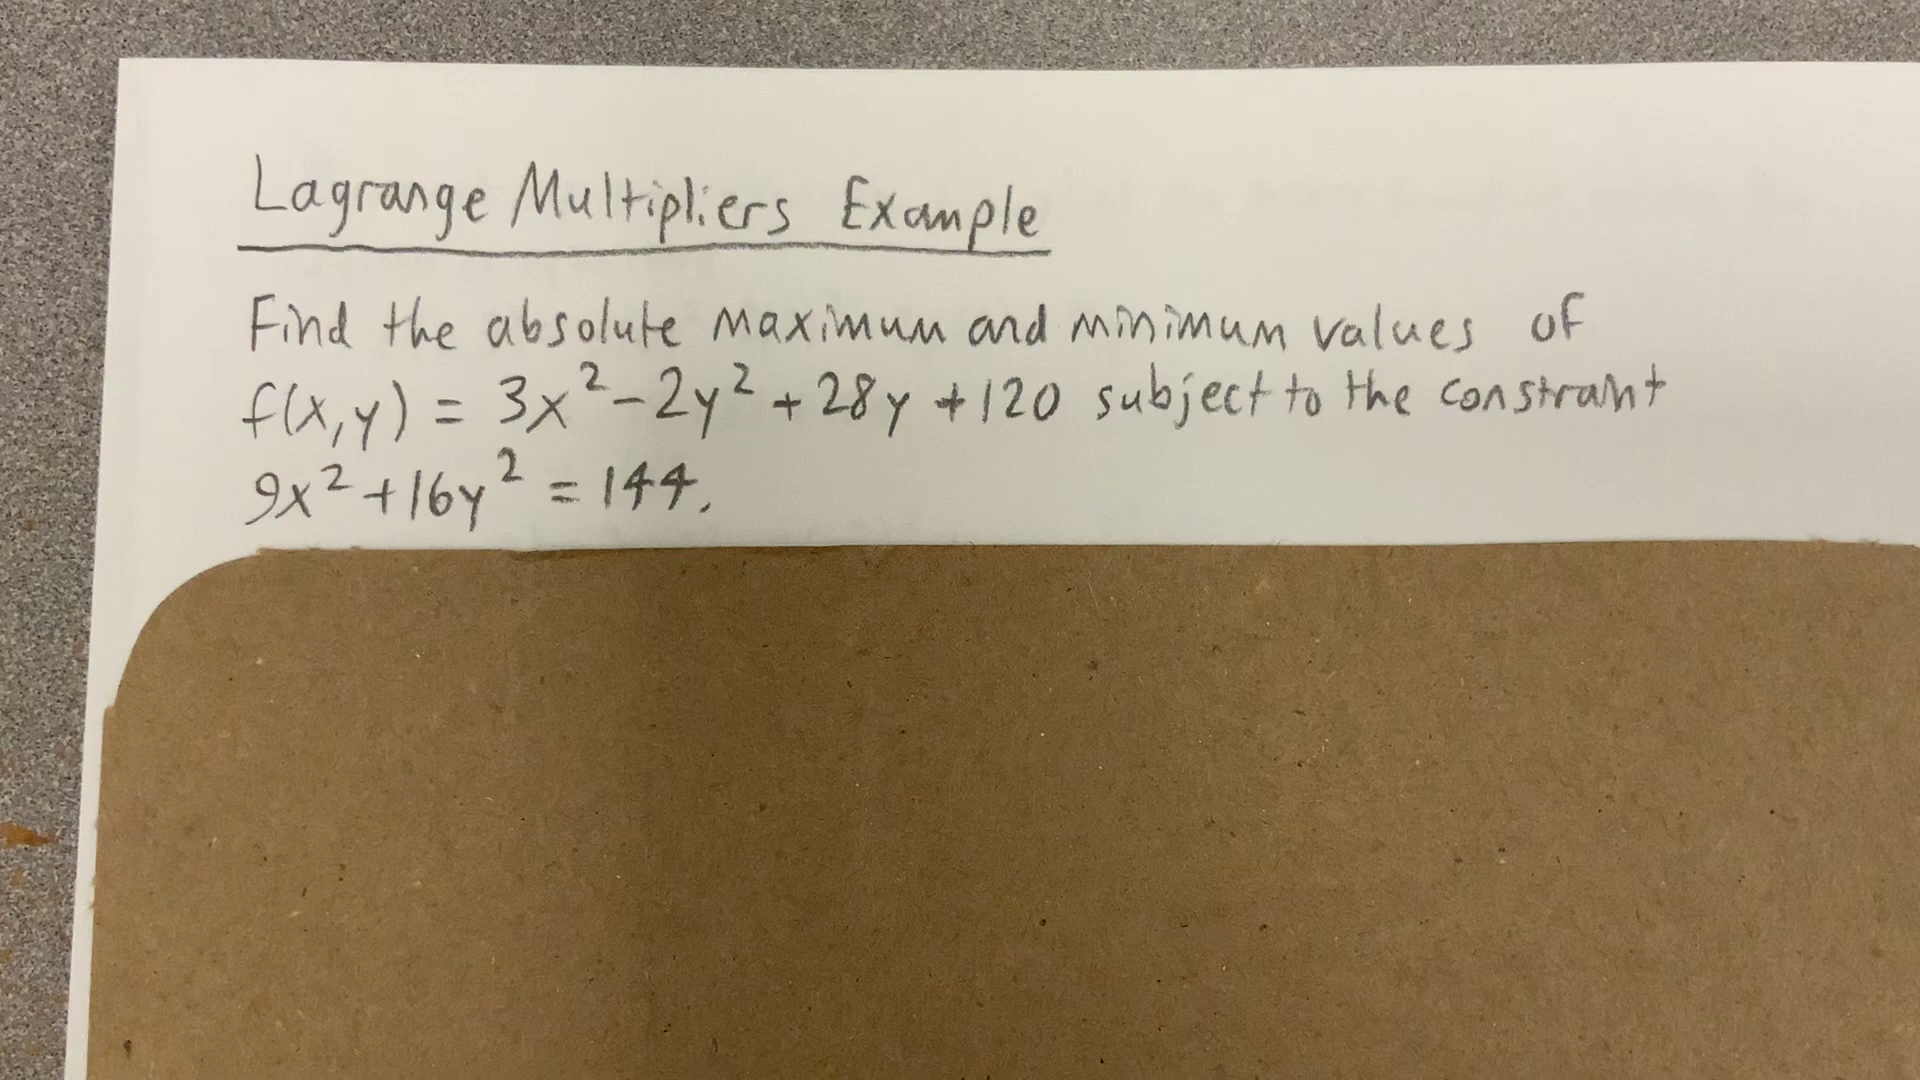 Lagrange Multipliers Example
Find the absolute maximum and minimum values of
f(x,y) = 3x² - 2y² + 28y + 120 subject to the constraint
9x² + 16y² = 144.